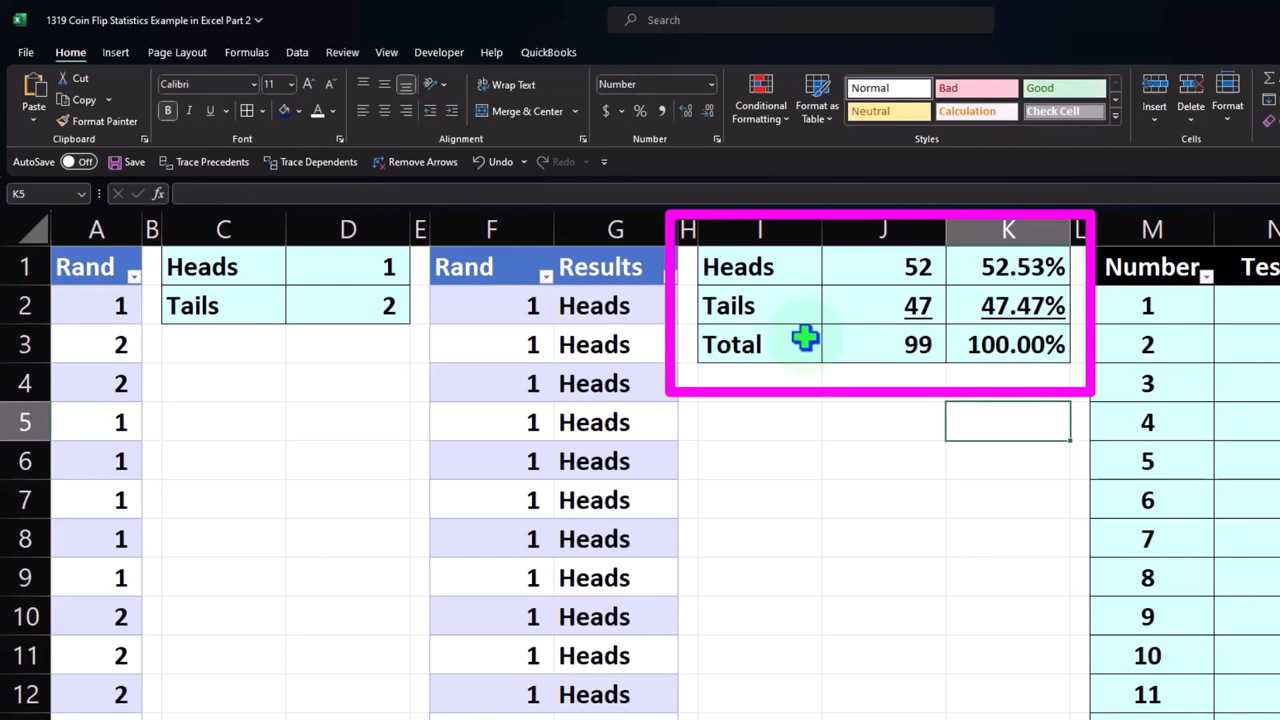 1319 Coin Flip Statistics Example in Excel Part 2
Search
File Home Insert Page Layout Formulas Data Review View Developer Help QuickBooks
Paste
Cut
Copy
Format Painter
Clipboard
Calibri 11
B I U
Font
Wrap Text
Merge & Center
Alignment
Number
$ % ,
Number
Conditional Formatting
Format as Table
Normal Bad Good
Neutral Calculation Check Cell
Styles
Insert Delete Format
Cells
AutoSave Off Save Trace Precedents Trace Dependents Remove Arrows Undo Redo
K5 fx
A B C D E F G H I J K L M N
1 Rand Heads 1 Rand Results Heads 52 52.53% Number Tes
2 1 Tails 2 1 Heads Tails 47 47.47% 1
3 2 1 Heads Total 99 100.00% 2
4 2 1 Heads 3
5 1 1 Heads 4
6 1 1 Heads 5
7 1 1 Heads 6
8 1 1 Heads 7
9 1 1 Heads 8
10 2 1 Heads 9
11 2 1 Heads 10
12 2 1 Heads 11